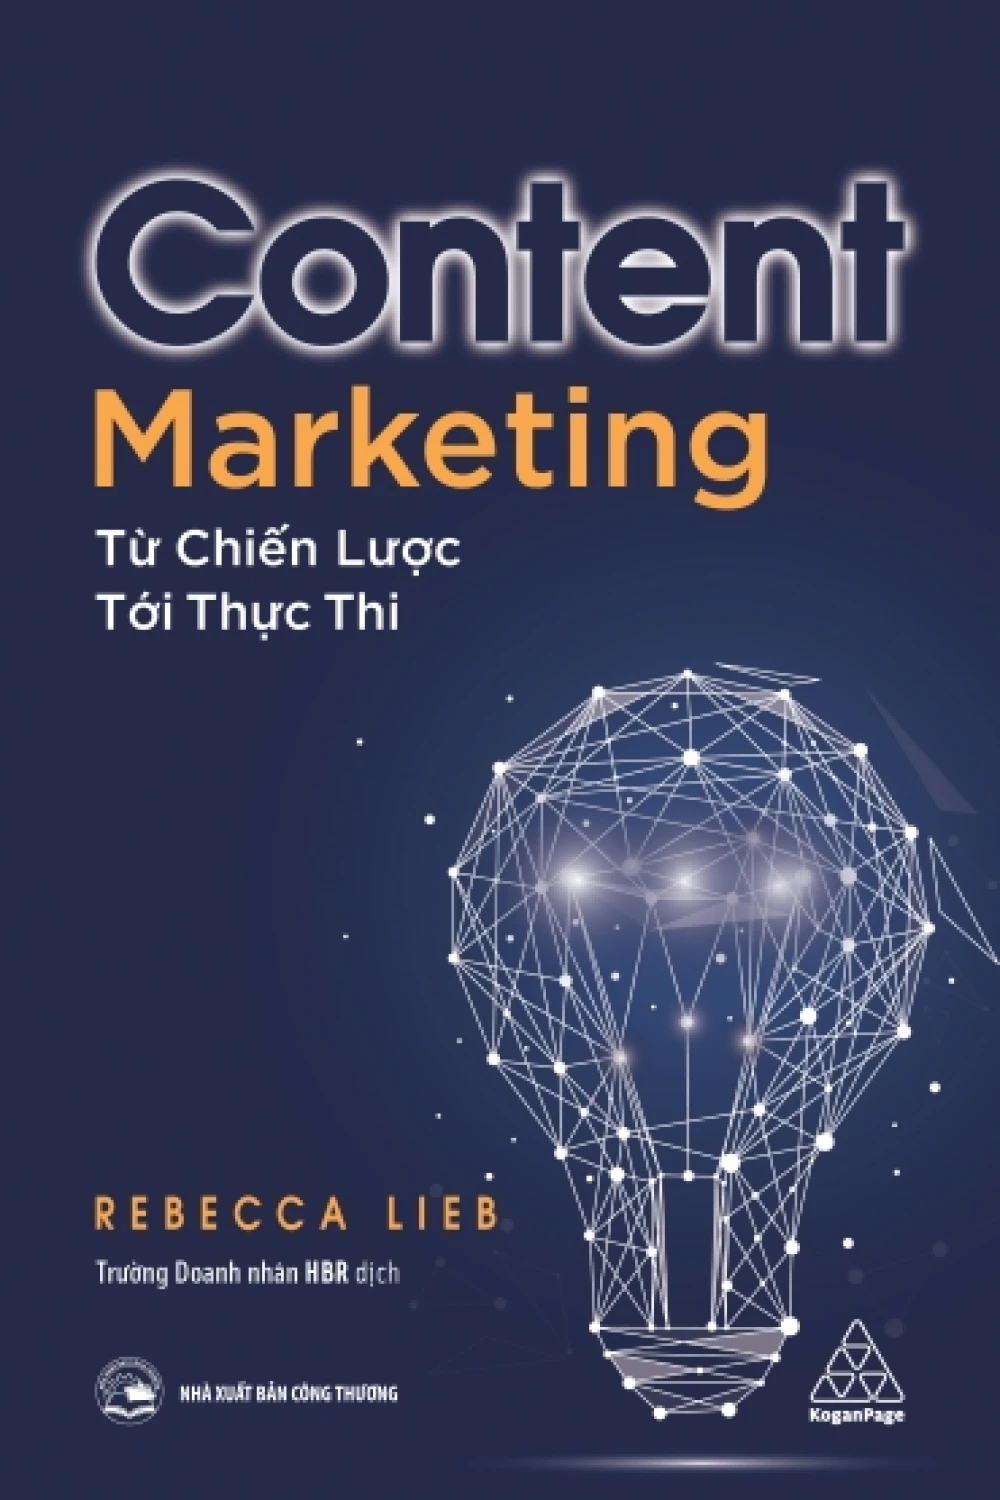 Content
Marketing
Từ Chiến Lược
Tới Thực Thi
REBECCA LIEB
Trường Doanh nhân HBR dịch
NHÀ XUẤT BẢN CÔNG THƯƠNG
KoganPage